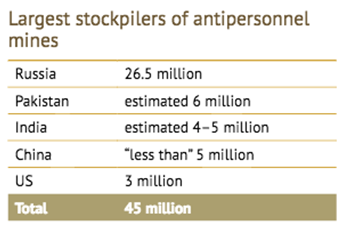 Largest stockpilers of antipersonnel
mines
Russia 26.5 million
Pakistan estimated 6 million
India estimated 4–5 million
China “less than” 5 million
US 3 million
Total 45 million